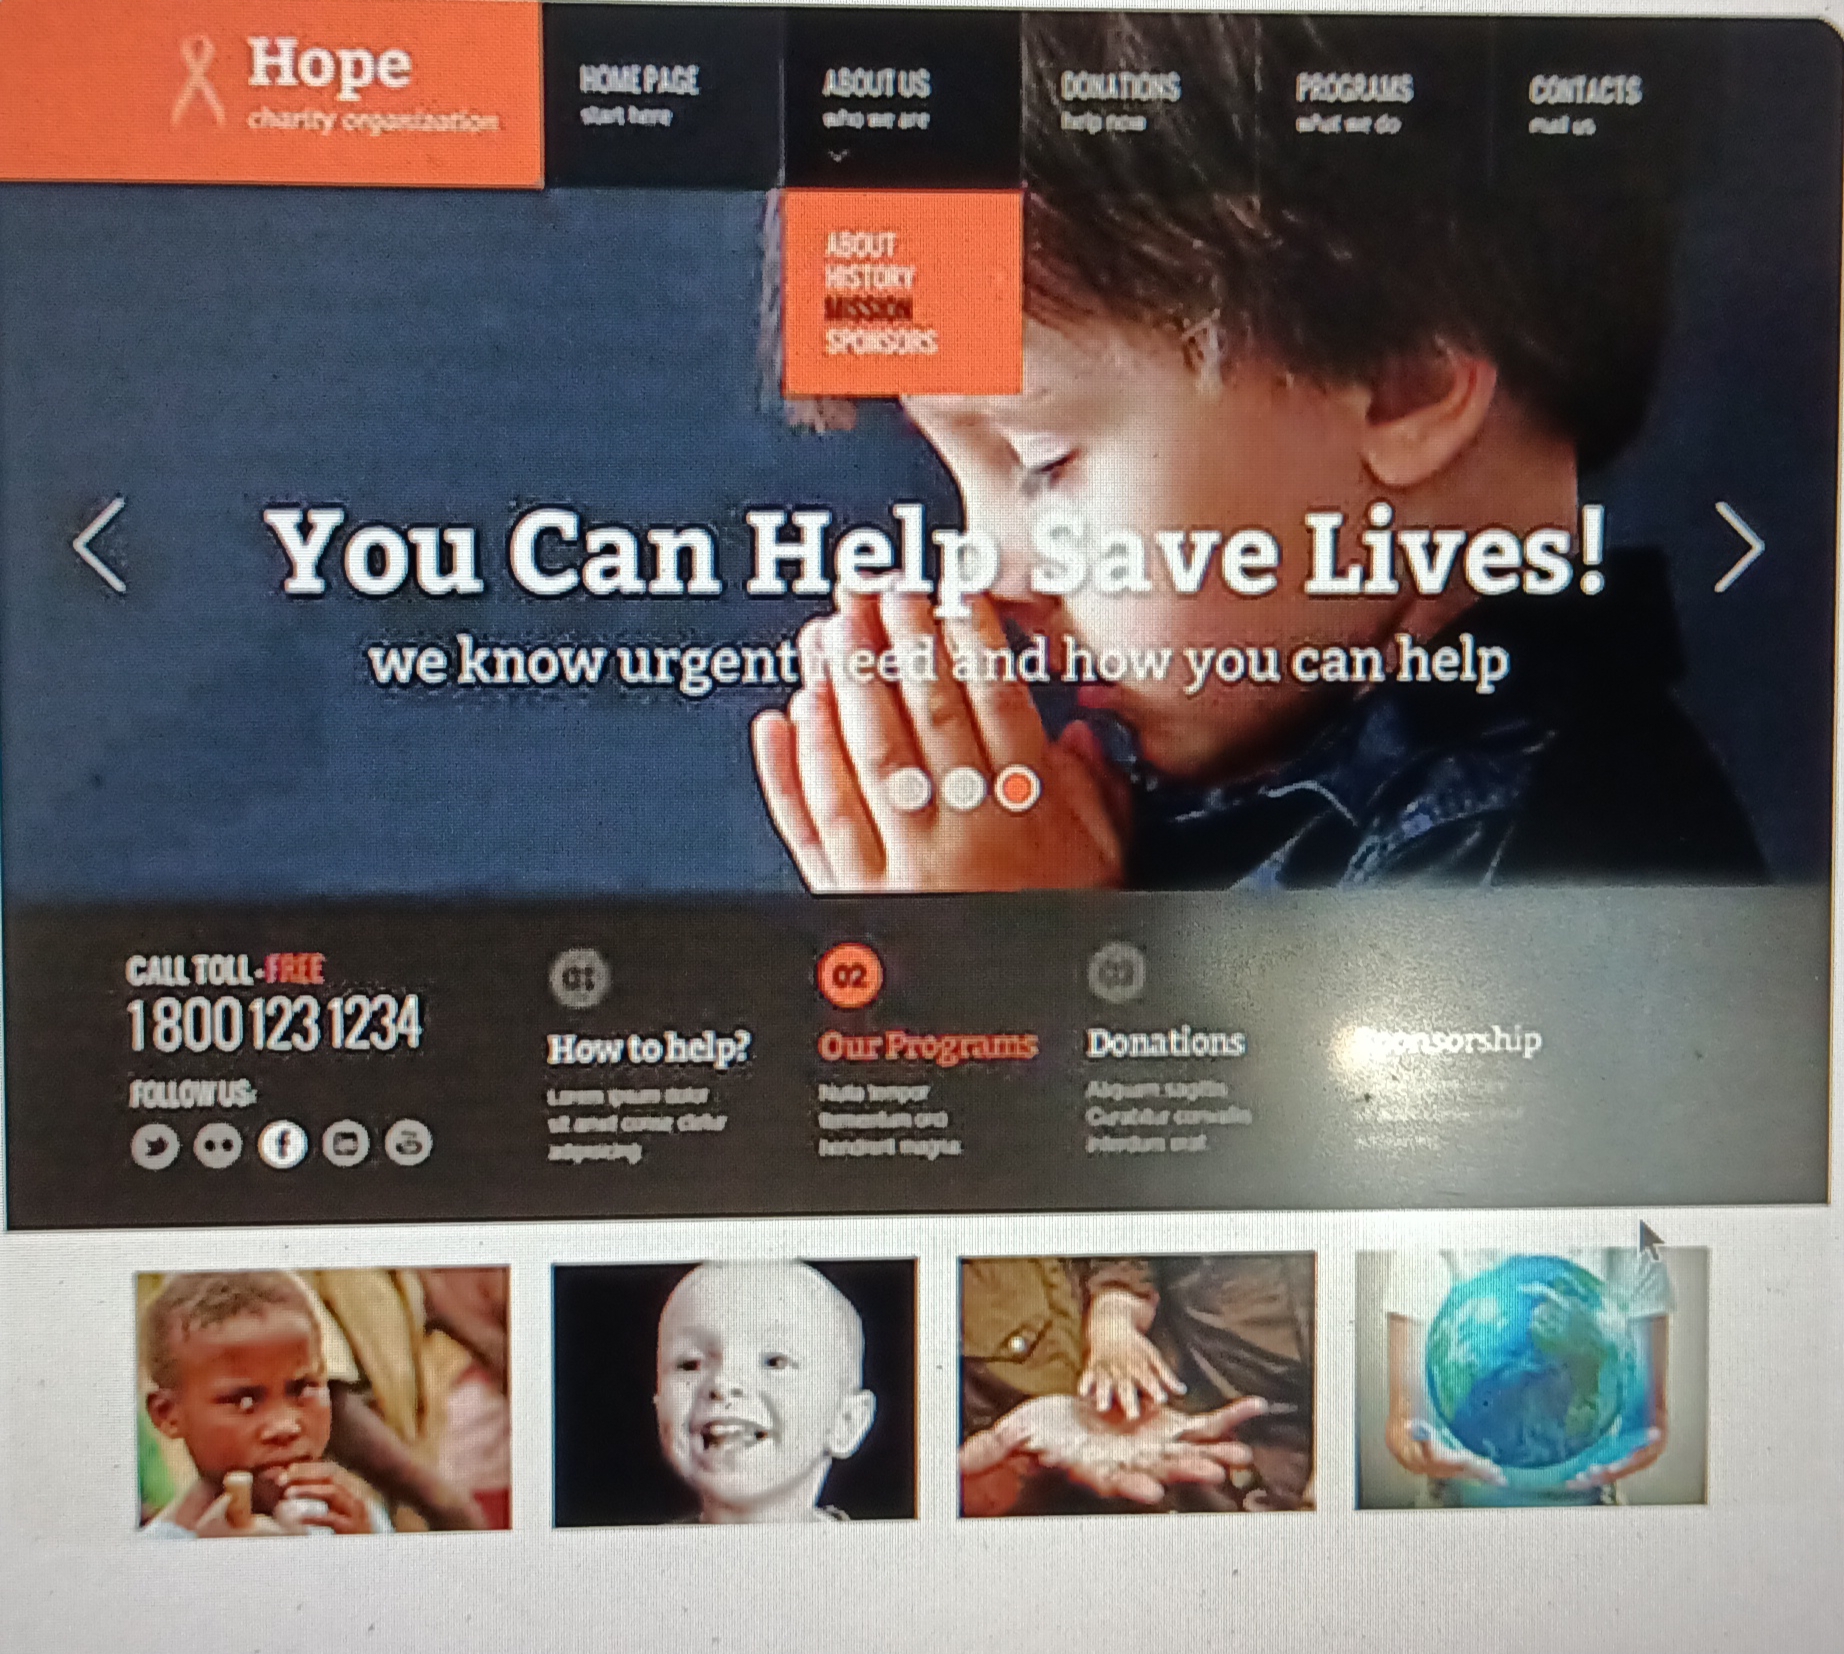 Hope
charity organization
HOME PAGE
start here
ABOUT US
who we are
DONATIONS
help now
PROGRAMS
what we do
CONTACTS
mail us
ABOUT
HISTORY
MISSION
SPONSORS
You Can Help Save Lives!
we know urgent need and how you can help
CALL TOLL-FREE
1 800 123 1234
FOLLOW US:
01
How to help?
Lorem ipsum dolor
sit amet conse ctetur
adipiscing
02
Our Programs
Nulla tempor
fermentum orci
hendrerit magna
03
Donations
Aliquam sagittis
Curabitur convallis
interdum erat
Sponsorship